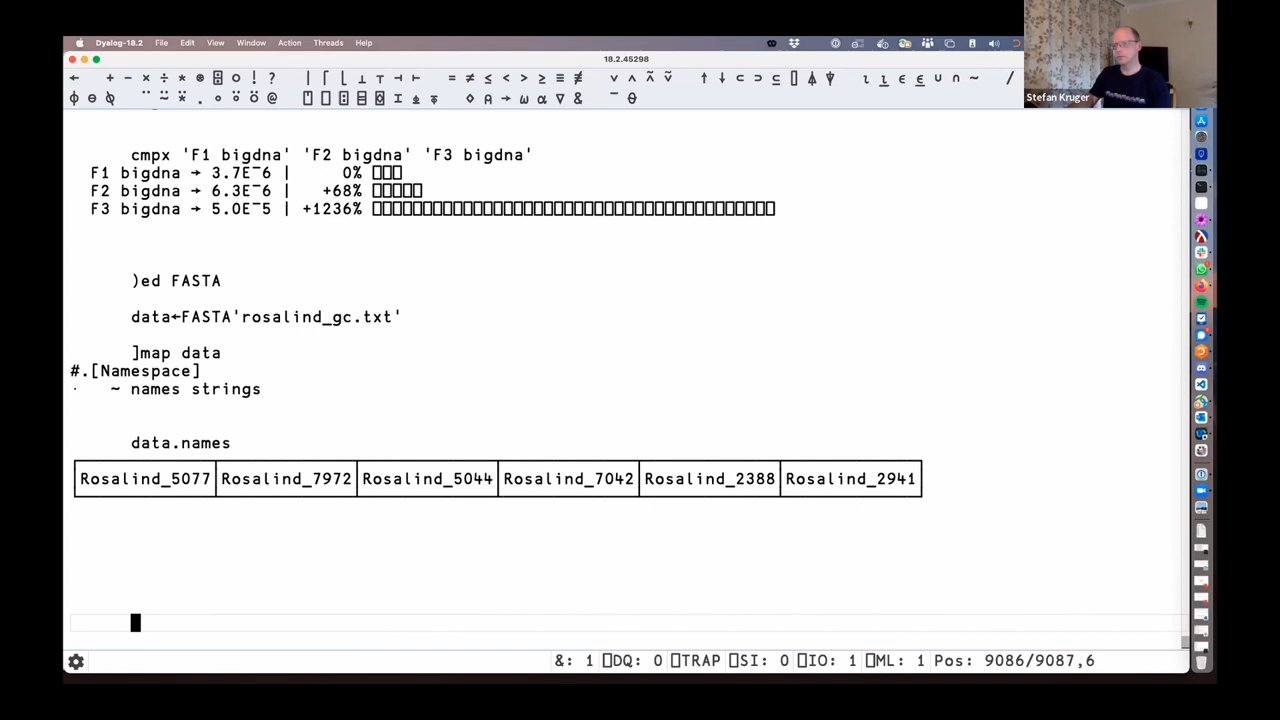 Dyalog-18.2 File Edit View Window Action Threads Help
18.2.45298
Stefan Kruger
cmpx 'F1 bigdna' 'F2 bigdna' 'F3 bigdna'
F1 bigdna → 3.7E¯6 | 0% ⎕⎕⎕
F2 bigdna → 6.3E¯6 | +68% ⎕⎕⎕⎕⎕
F3 bigdna → 5.0E¯5 | +1236% ⎕⎕⎕⎕⎕⎕⎕⎕⎕⎕⎕⎕⎕⎕⎕⎕⎕⎕⎕⎕⎕⎕⎕⎕⎕⎕⎕⎕⎕⎕⎕⎕⎕⎕⎕⎕⎕⎕⎕⎕
)ed FASTA
data←FASTA'rosalind_gc.txt'
]map data
#.[Namespace]
· ~ names strings
data.names
Rosalind_5077 Rosalind_7972 Rosalind_5044 Rosalind_7042 Rosalind_2388 Rosalind_2941
&: 1 ⎕DQ: 0 ⎕TRAP ⎕SI: 0 ⎕IO: 1 ⎕ML: 1 Pos: 9086/9087,6